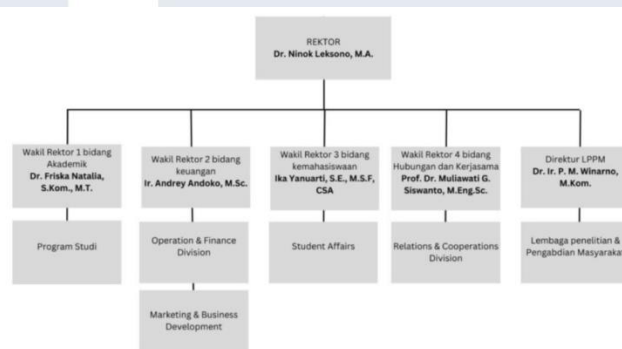 REKTOR
Dr. Ninok Leksono, M.A.
Wakil Rektor 1 bidang
Akademik
Dr. Friska Natalia,
S.Kom., M.T.
Wakil Rektor 2 bidang
keuangan
Ir. Andrey Andoko, M.Sc.
Wakil Rektor 3 bidang
kemahasiswaan
Ika Yanuarti, S.E., M.S.F,
CSA
Wakil Rektor 4 bidang
Hubungan dan Kerjasama
Prof. Dr. Muliawati G.
Siswanto, M.Eng.Sc.
Direktur LPPM
Dr. Ir. P. M. Winarno,
M.Kom.
Program Studi
Operation & Finance
Division
Student Affairs
Relations & Cooperations
Division
Lembaga penelitian &
Pengabdian Masyaraka
Marketing & Business
Development